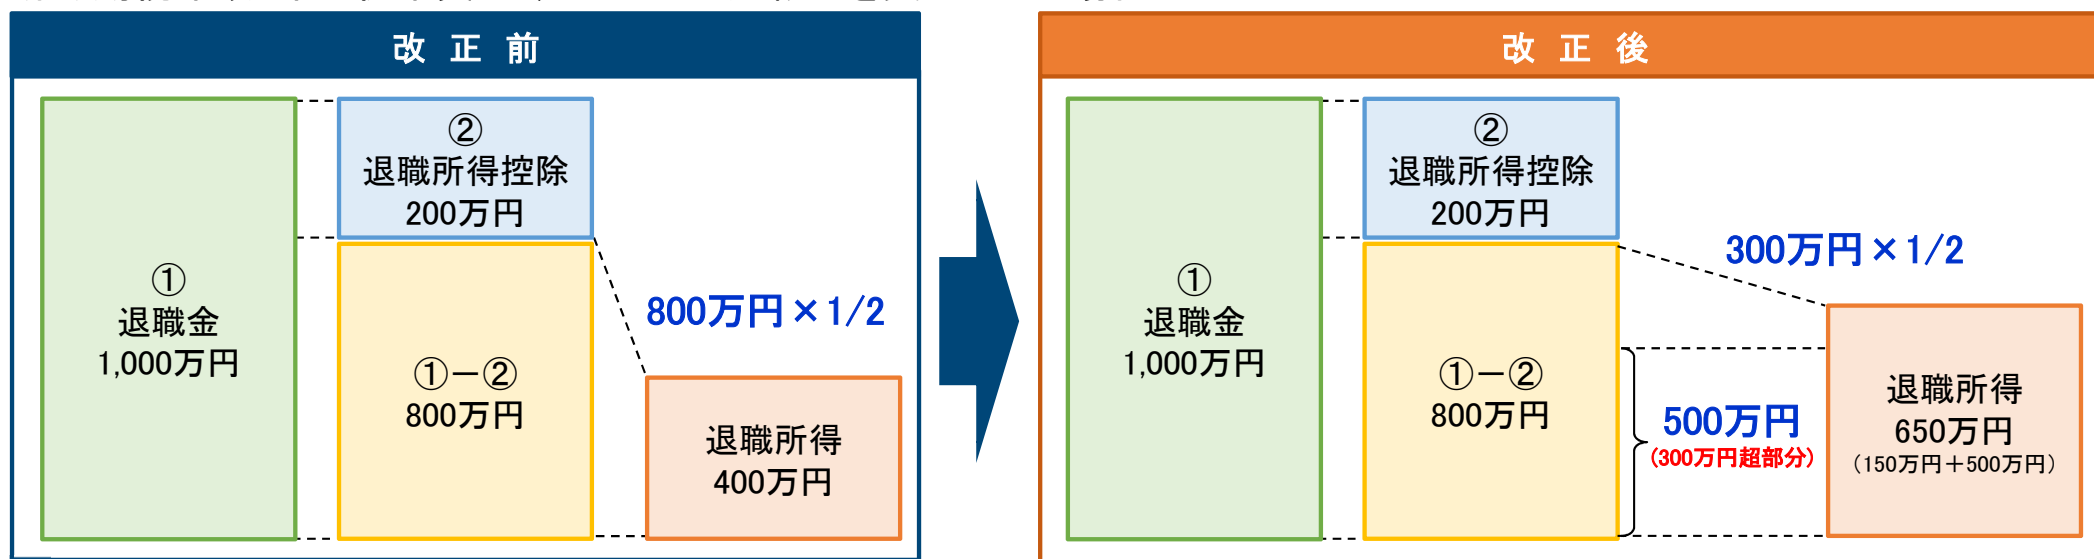 改正前
①
退職金
1,000万円
②
退職所得控除
200万円
①－②
800万円
800万円×1/2
退職所得
400万円
改正後
①
退職金
1,000万円
②
退職所得控除
200万円
①－②
800万円
300万円×1/2
500万円
（300万円超部分）
退職所得
650万円
（150万円＋500万円）